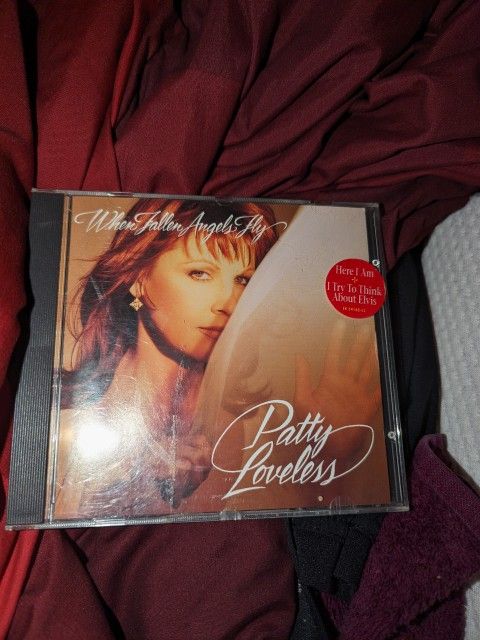 When Fallen Angels Fly
Here I Am
+
I Try To Think
About Elvis
Patty
Loveless